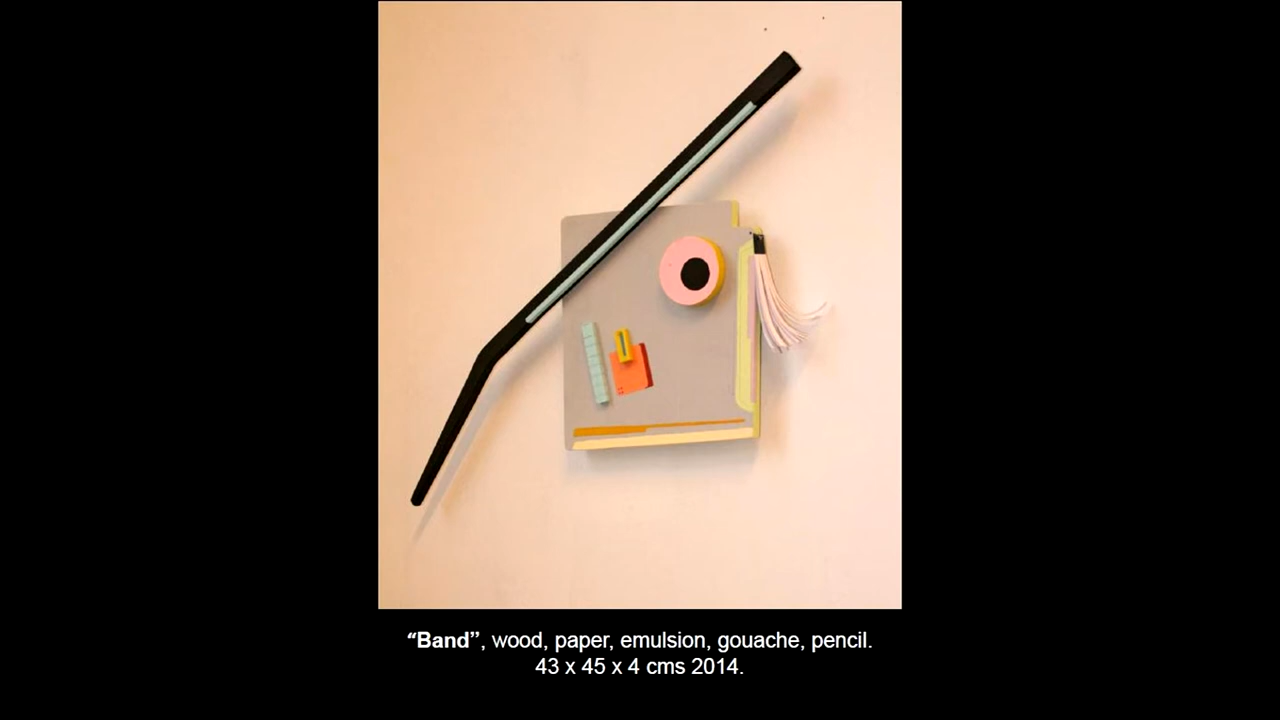 “Band”, wood, paper, emulsion, gouache, pencil.
43 x 45 x 4 cms 2014.